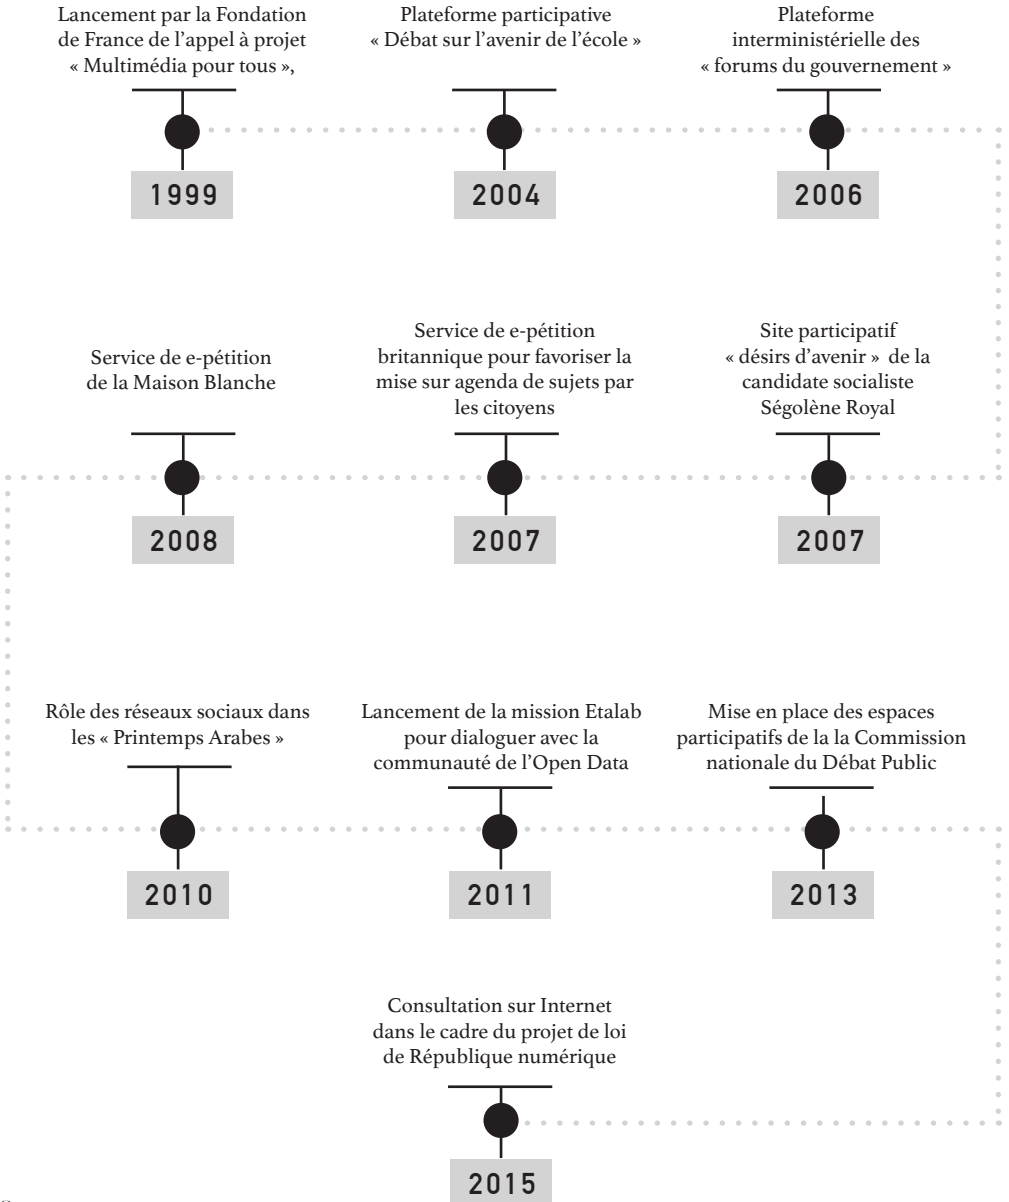 Lancement par la Fondation
de France de l'appel à projet
« Multimédia pour tous »,
1999
Plateforme participative
« Débat sur l'avenir de l'école »
2004
Plateforme
interministérielle des
« forums du gouvernement »
2006
Site participatif
« désirs d'avenir » de la
candidate socialiste
Ségolène Royal
2007
Service de e-pétition
britannique pour favoriser la
mise sur agenda de sujets par
les citoyens
2007
Service de e-pétition
de la Maison Blanche
2008
Rôle des réseaux sociaux dans
les « Printemps Arabes »
2010
Lancement de la mission Etalab
pour dialoguer avec la
communauté de l'Open Data
2011
Mise en place des espaces
participatifs de la la Commission
nationale du Débat Public
2013
Consultation sur Internet
dans le cadre du projet de loi
de République numérique
2015